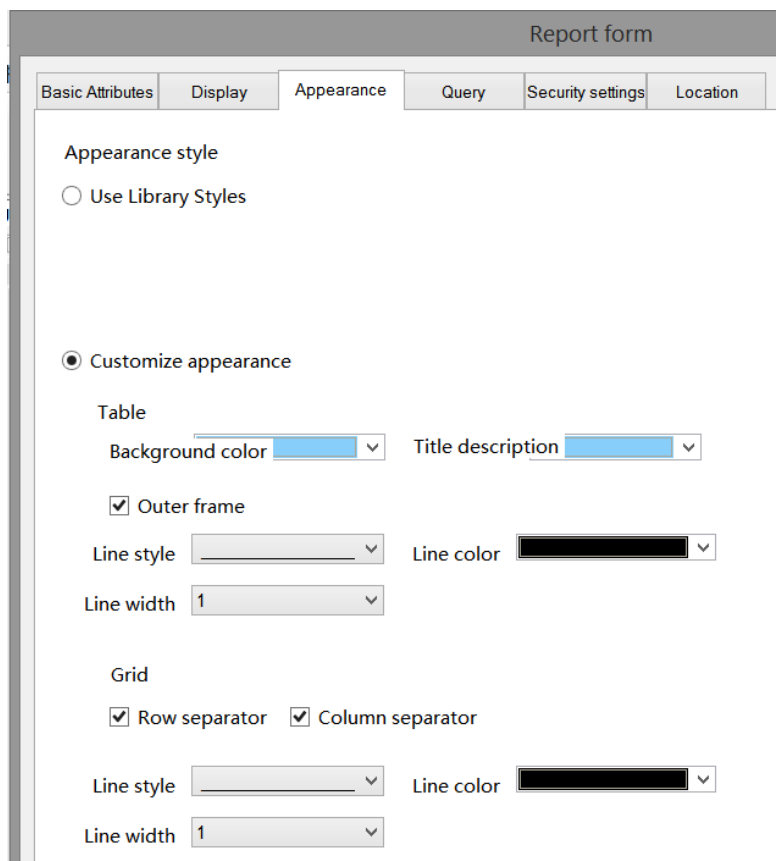 Report form
Basic Attributes Display Appearance Query Security settings Location
Appearance style
Use Library Styles
Customize appearance
Table
Background color Title description
Outer frame
Line style Line color
Line width 1
Grid
Row separator Column separator
Line style Line color
Line width 1